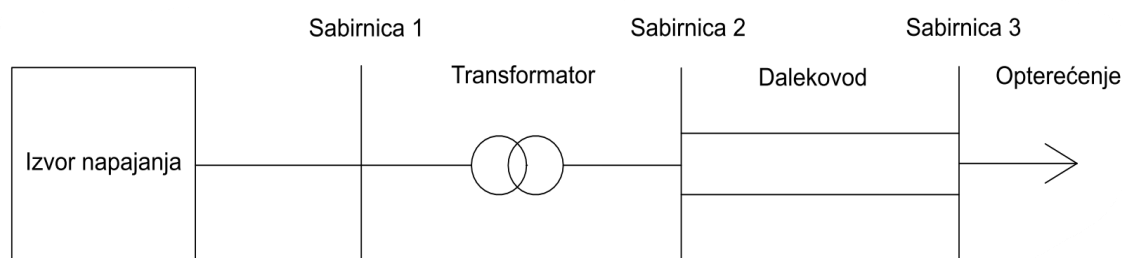 Sabirnica 1
Sabirnica 2
Sabirnica 3
Transformator
Dalekovod
Opterećenje
Izvor napajanja